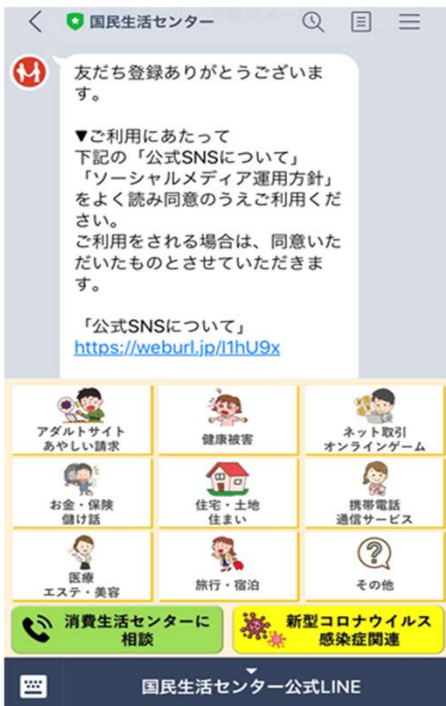 国民生活センター
友だち登録ありがとうございま
す。
▼ご利用にあたって
下記の「公式SNSについて」
「ソーシャルメディア運用方針」
をよく読み同意のうえご利用くだ
さい。
ご利用をされる場合は、同意いた
だいたものとさせていただきま
す。
「公式SNSについて」
https://weburl.jp/I1hU9x
アダルトサイト
あやしい請求
健康被害
ネット取引
オンラインゲーム
お金・保険
儲け話
住宅・土地
住まい
携帯電話
通信サービス
医療
エステ・美容
旅行・宿泊
?
その他
消費生活センターに
相談
新型コロナウイルス
感染症関連
国民生活センター公式LINE